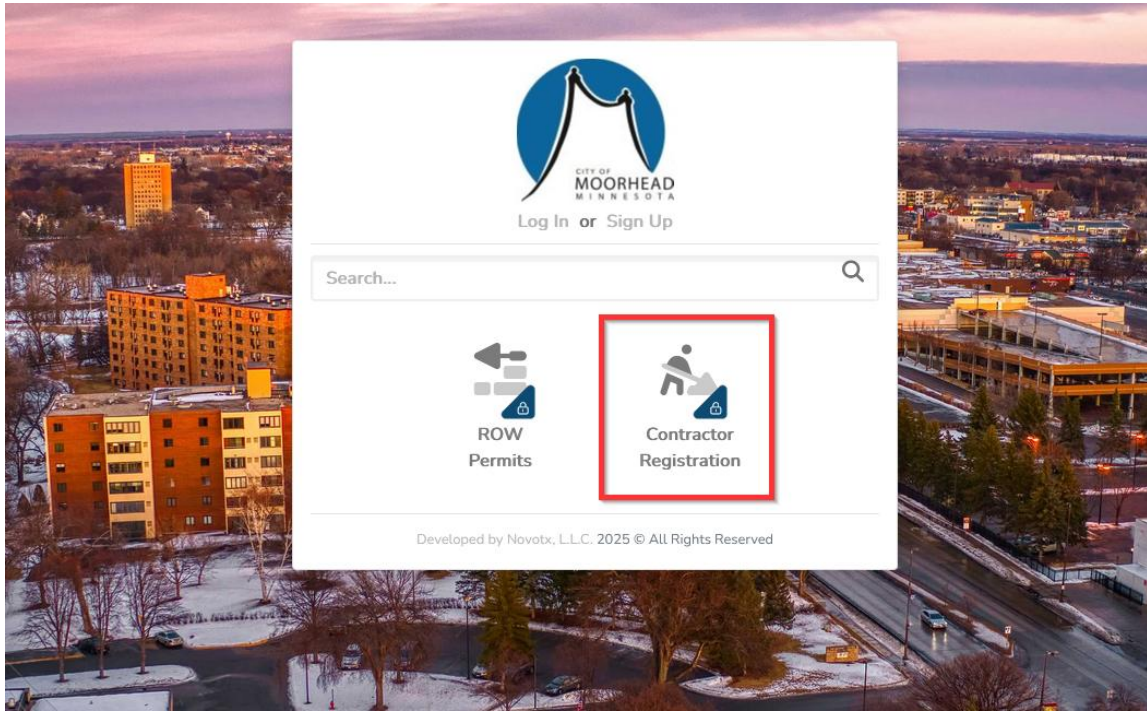 CITY OF
MOORHEAD
MINNESOTA
Log In or Sign Up
Search...
ROW
Permits
Contractor
Registration
Developed by Novotx, L.L.C. 2025 © All Rights Reserved